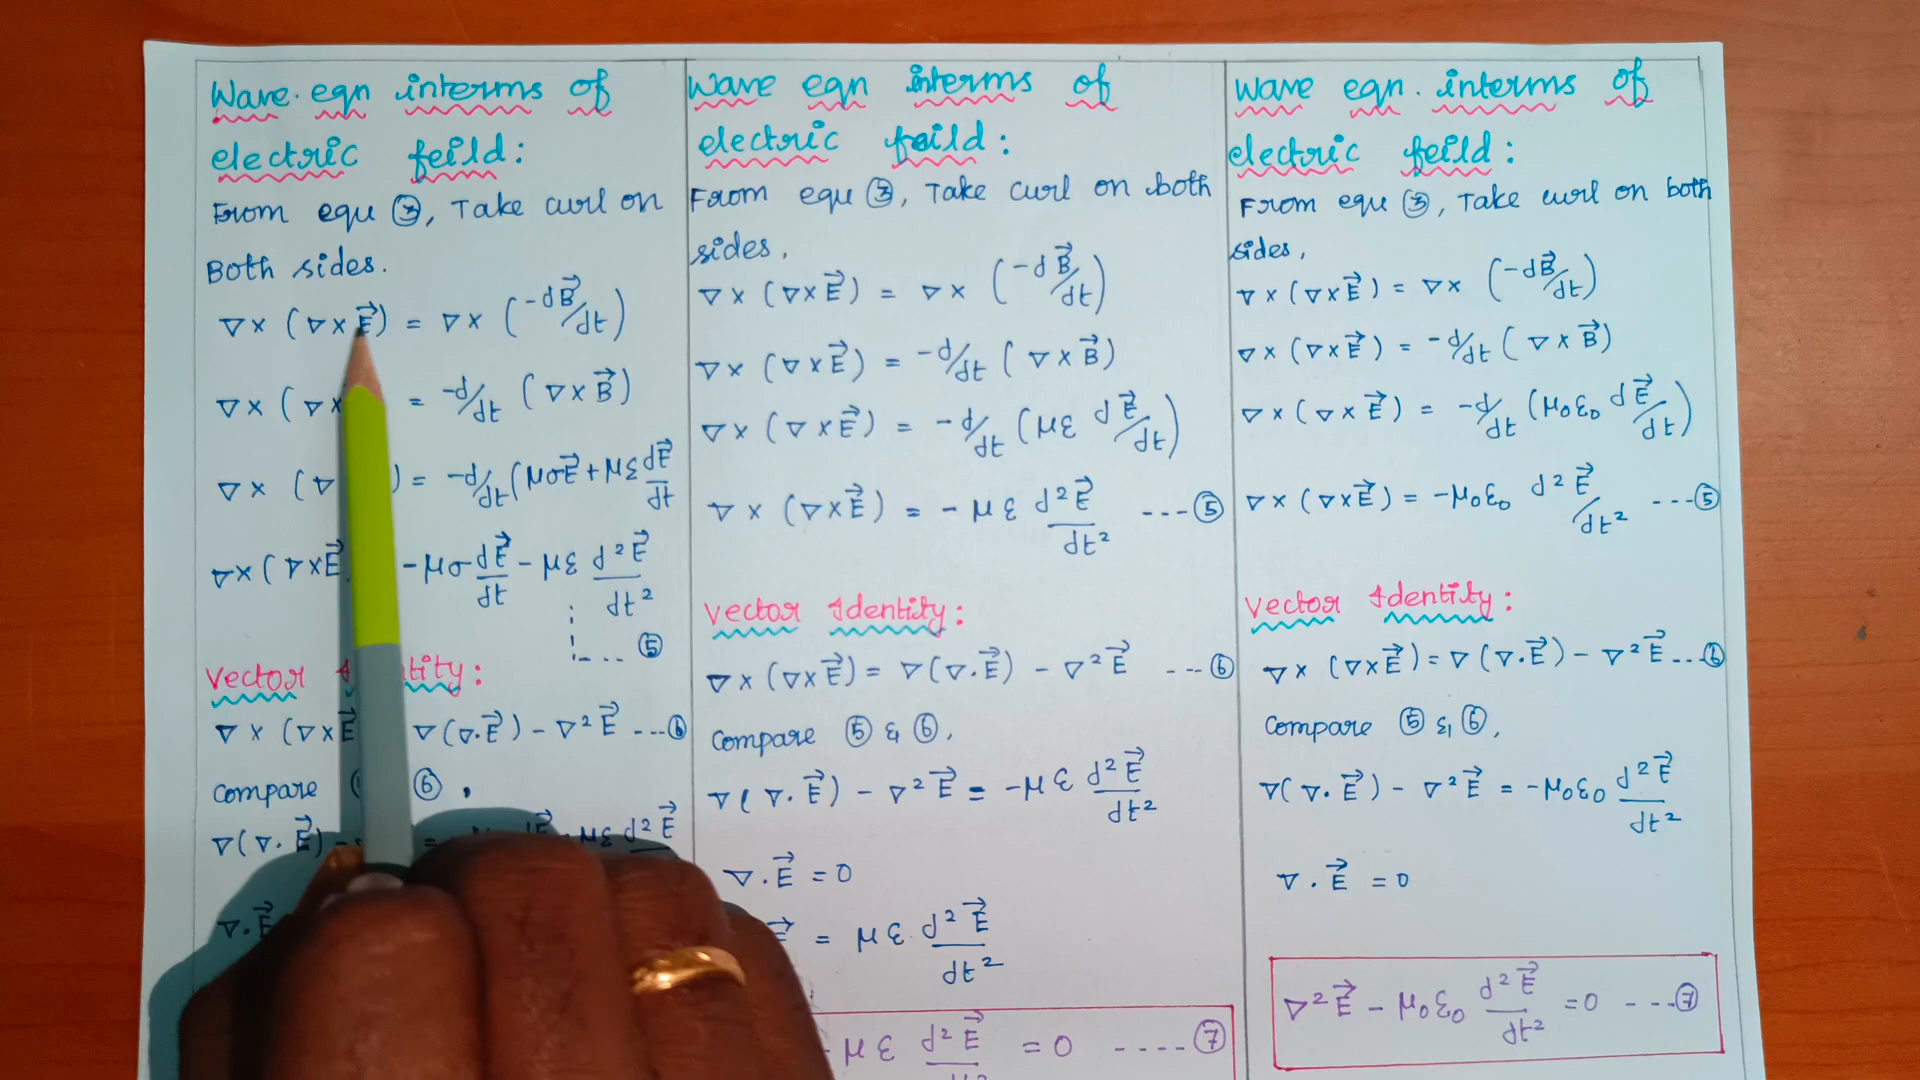 Wave eqn interms of
electric feild:
From equ ③, Take curl on
Both sides.
∇ × (∇×E⃗) = ∇× (-dB⃗/dt)
∇ × (∇× = -d/dt (∇×B⃗)
∇ × (∇ ) = -d/dt (μσE⃗ + με dE⃗/dt
∇×(∇×E⃗ -μσ dE⃗/dt - με d²E⃗/dt²
---⑤
Vector tity:
∇ × (∇×E⃗ ∇(∇.E⃗) - ∇²E⃗ ---⑥
Compare ⑥,
∇(∇.E⃗) - = dE⃗ με d²E⃗
∇.E⃗
Wave eqn interms of
electric feild:
From equ ③, Take curl on both
sides,
∇ × (∇×E⃗) = ∇× (-dB⃗/dt)
∇× (∇×E⃗) = -d/dt (∇×B⃗)
∇× (∇×E⃗) = -d/dt (με dE⃗/dt)
∇ × (∇×E⃗) = - με d²E⃗/dt² ---⑤
Vector Identity:
∇ × (∇×E⃗) = ∇(∇.E⃗) - ∇²E⃗ ---⑥
Compare ⑤ & ⑥,
∇(∇.E⃗) - ∇²E⃗ = -με d²E⃗/dt²
∇.E⃗ = 0
= με d²E⃗/dt²
με d²E⃗ = 0 ----⑦
Wave eqn. interms of
electric feild:
From equ ③, Take curl on both
sides,
∇×(∇×E⃗) = ∇× (-dB⃗/dt)
∇×(∇×E⃗) = -d/dt (∇×B⃗)
∇×(∇×E⃗) = -d/dt (μ₀ε₀ dE⃗/dt)
∇×(∇×E⃗) = -μ₀ε₀ d²E⃗/dt² ---⑤
Vector Identity:
∇× (∇×E⃗) = ∇(∇.E⃗) - ∇²E⃗ ---⑥
Compare ⑤ & ⑥,
∇(∇.E⃗) - ∇²E⃗ = -μ₀ε₀ d²E⃗/dt²
∇.E⃗ = 0
∇²E⃗ - μ₀ε₀ d²E⃗/dt² = 0 ---⑦